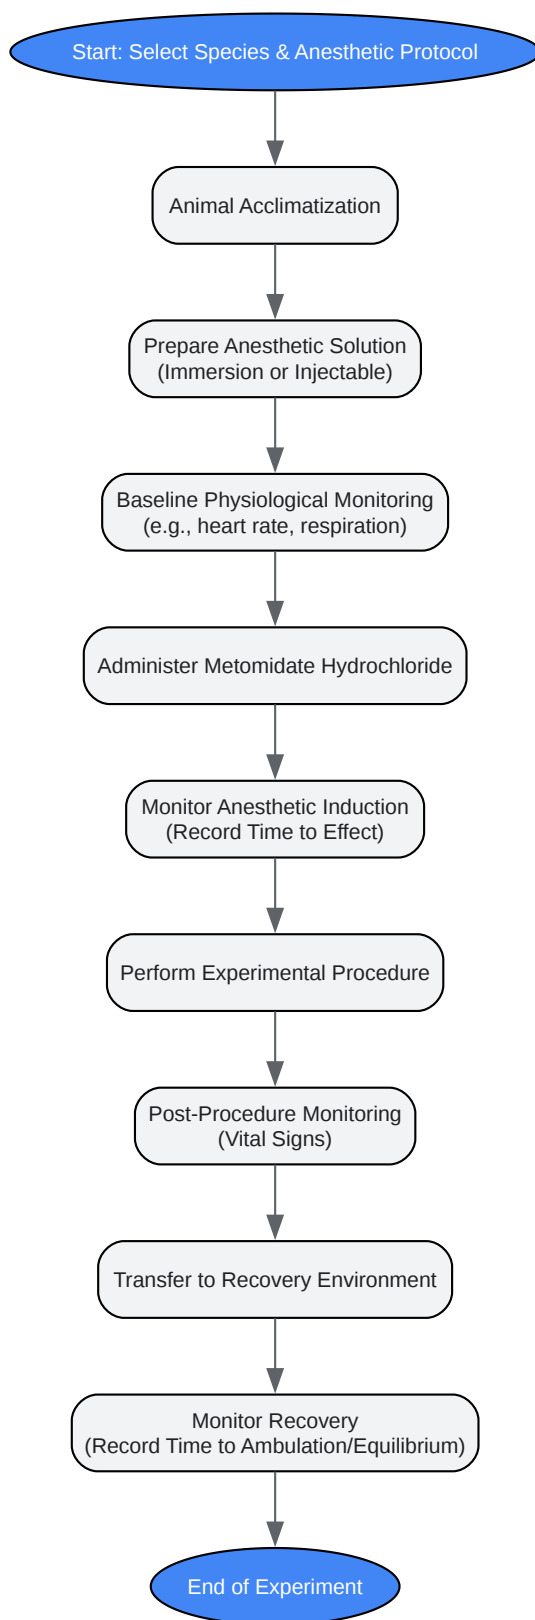 Start: Select Species & Anesthetic Protocol
Animal Acclimatization
Prepare Anesthetic Solution
(Immersion or Injectable)
Baseline Physiological Monitoring
(e.g., heart rate, respiration)
Administer Metomidate Hydrochloride
Monitor Anesthetic Induction
(Record Time to Effect)
Perform Experimental Procedure
Post-Procedure Monitoring
(Vital Signs)
Transfer to Recovery Environment
Monitor Recovery
(Record Time to Ambulation/Equilibrium)
End of Experiment